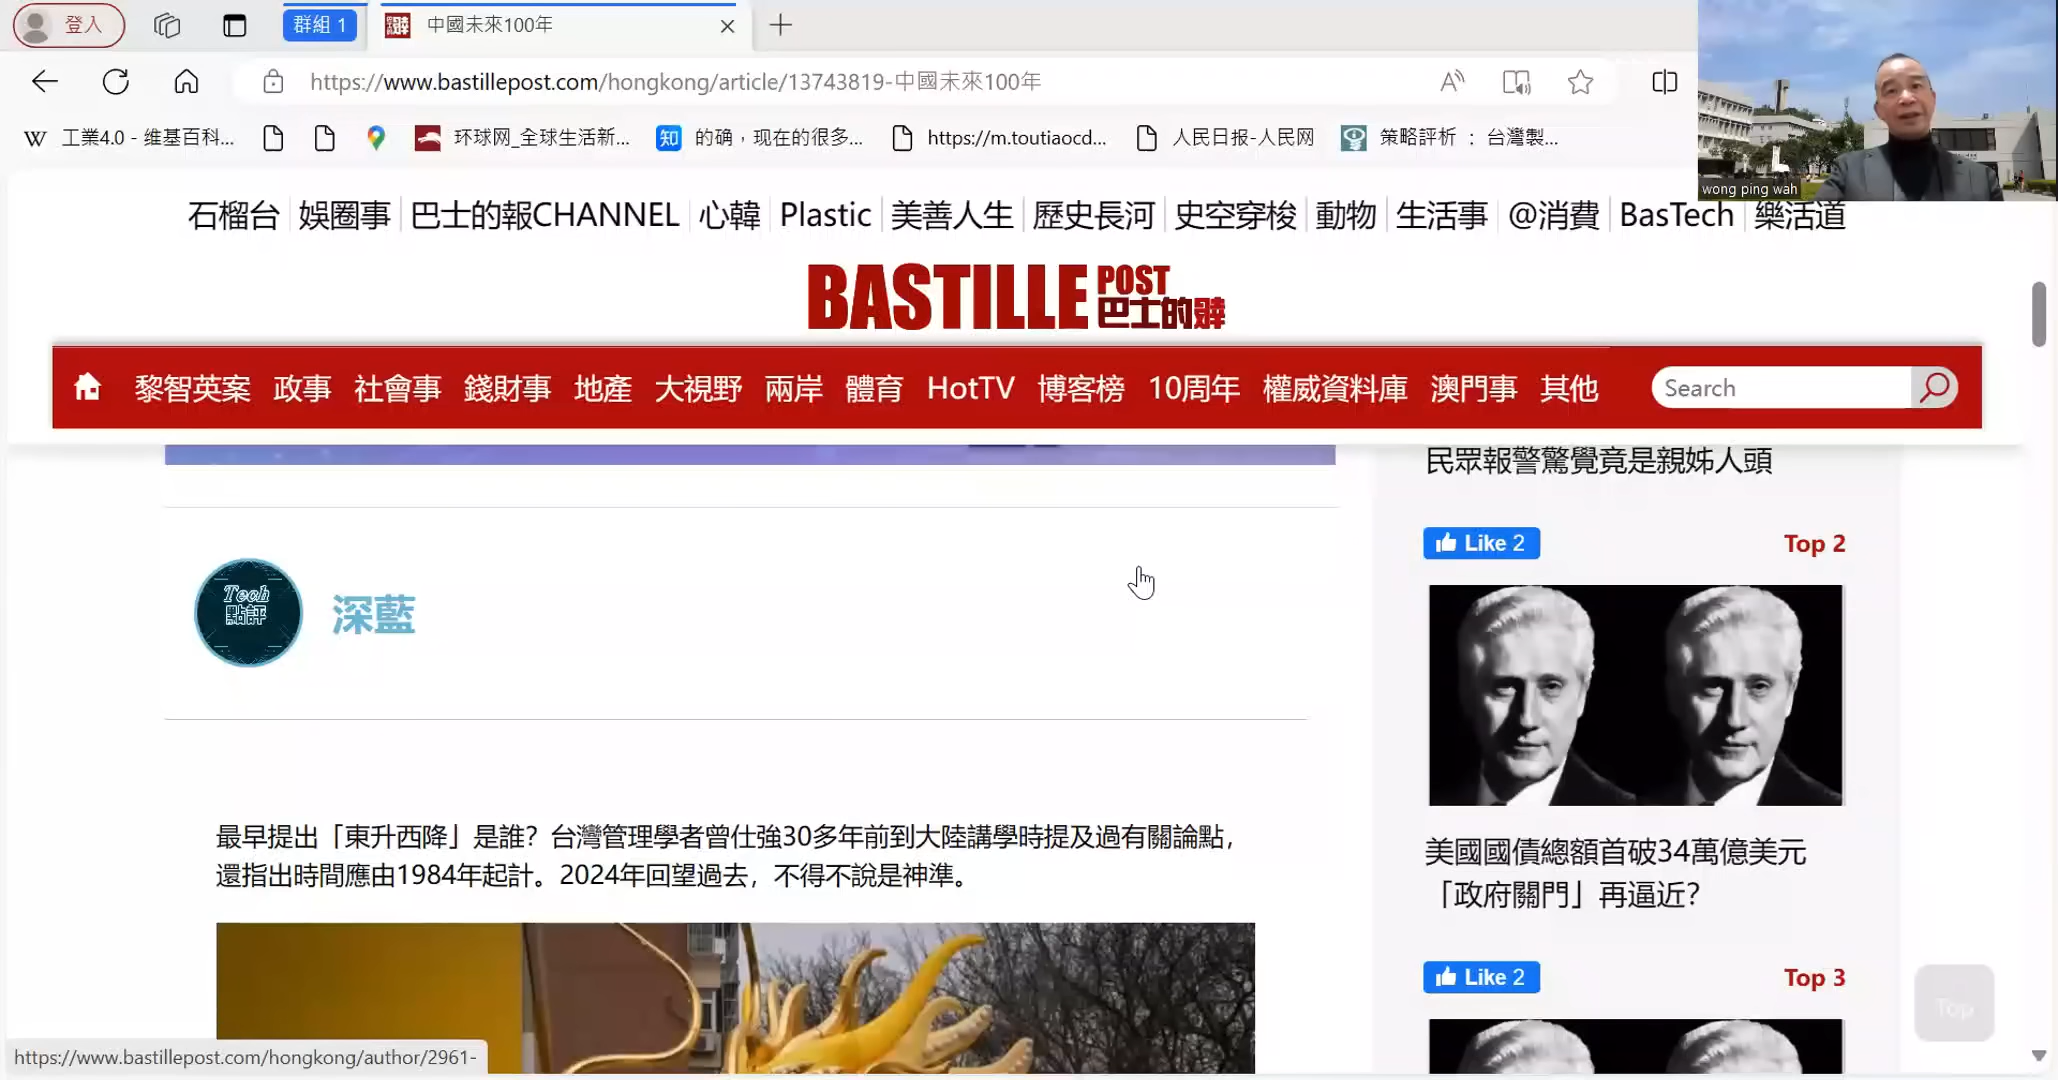 登入
群組 1
中國未來100年
https://www.bastillepost.com/hongkong/article/13743819-中國未來100年
工業4.0 - 维基百科...
环球网_全球生活新...
知
的确，现在的很多...
https://m.toutiaocd...
人民日报-人民网
策略評析 ： 台灣製...
wong ping wah
石榴台
娛圈事
巴士的報CHANNEL
心韓
Plastic
美善人生
歷史長河
史空穿梭
動物
生活事
@消費
BasTech
樂活道
BASTILLE POST
巴士的報
黎智英案
政事
社會事
錢財事
地產
大視野
兩岸
體育
HotTV
博客榜
10周年
權威資料庫
澳門事
其他
Search
民眾報警驚覺竟是親姊人頭
Like 2
Top 2
Tech
點評
深藍
最早提出「東升西降」是誰？台灣管理學者曾仕強30多年前到大陸講學時提及過有關論點，
還指出時間應由1984年起計。2024年回望過去，不得不說是神準。
美國國債總額首破34萬億美元
「政府關門」再逼近？
Like 2
Top 3
Top
https://www.bastillepost.com/hongkong/author/2961-